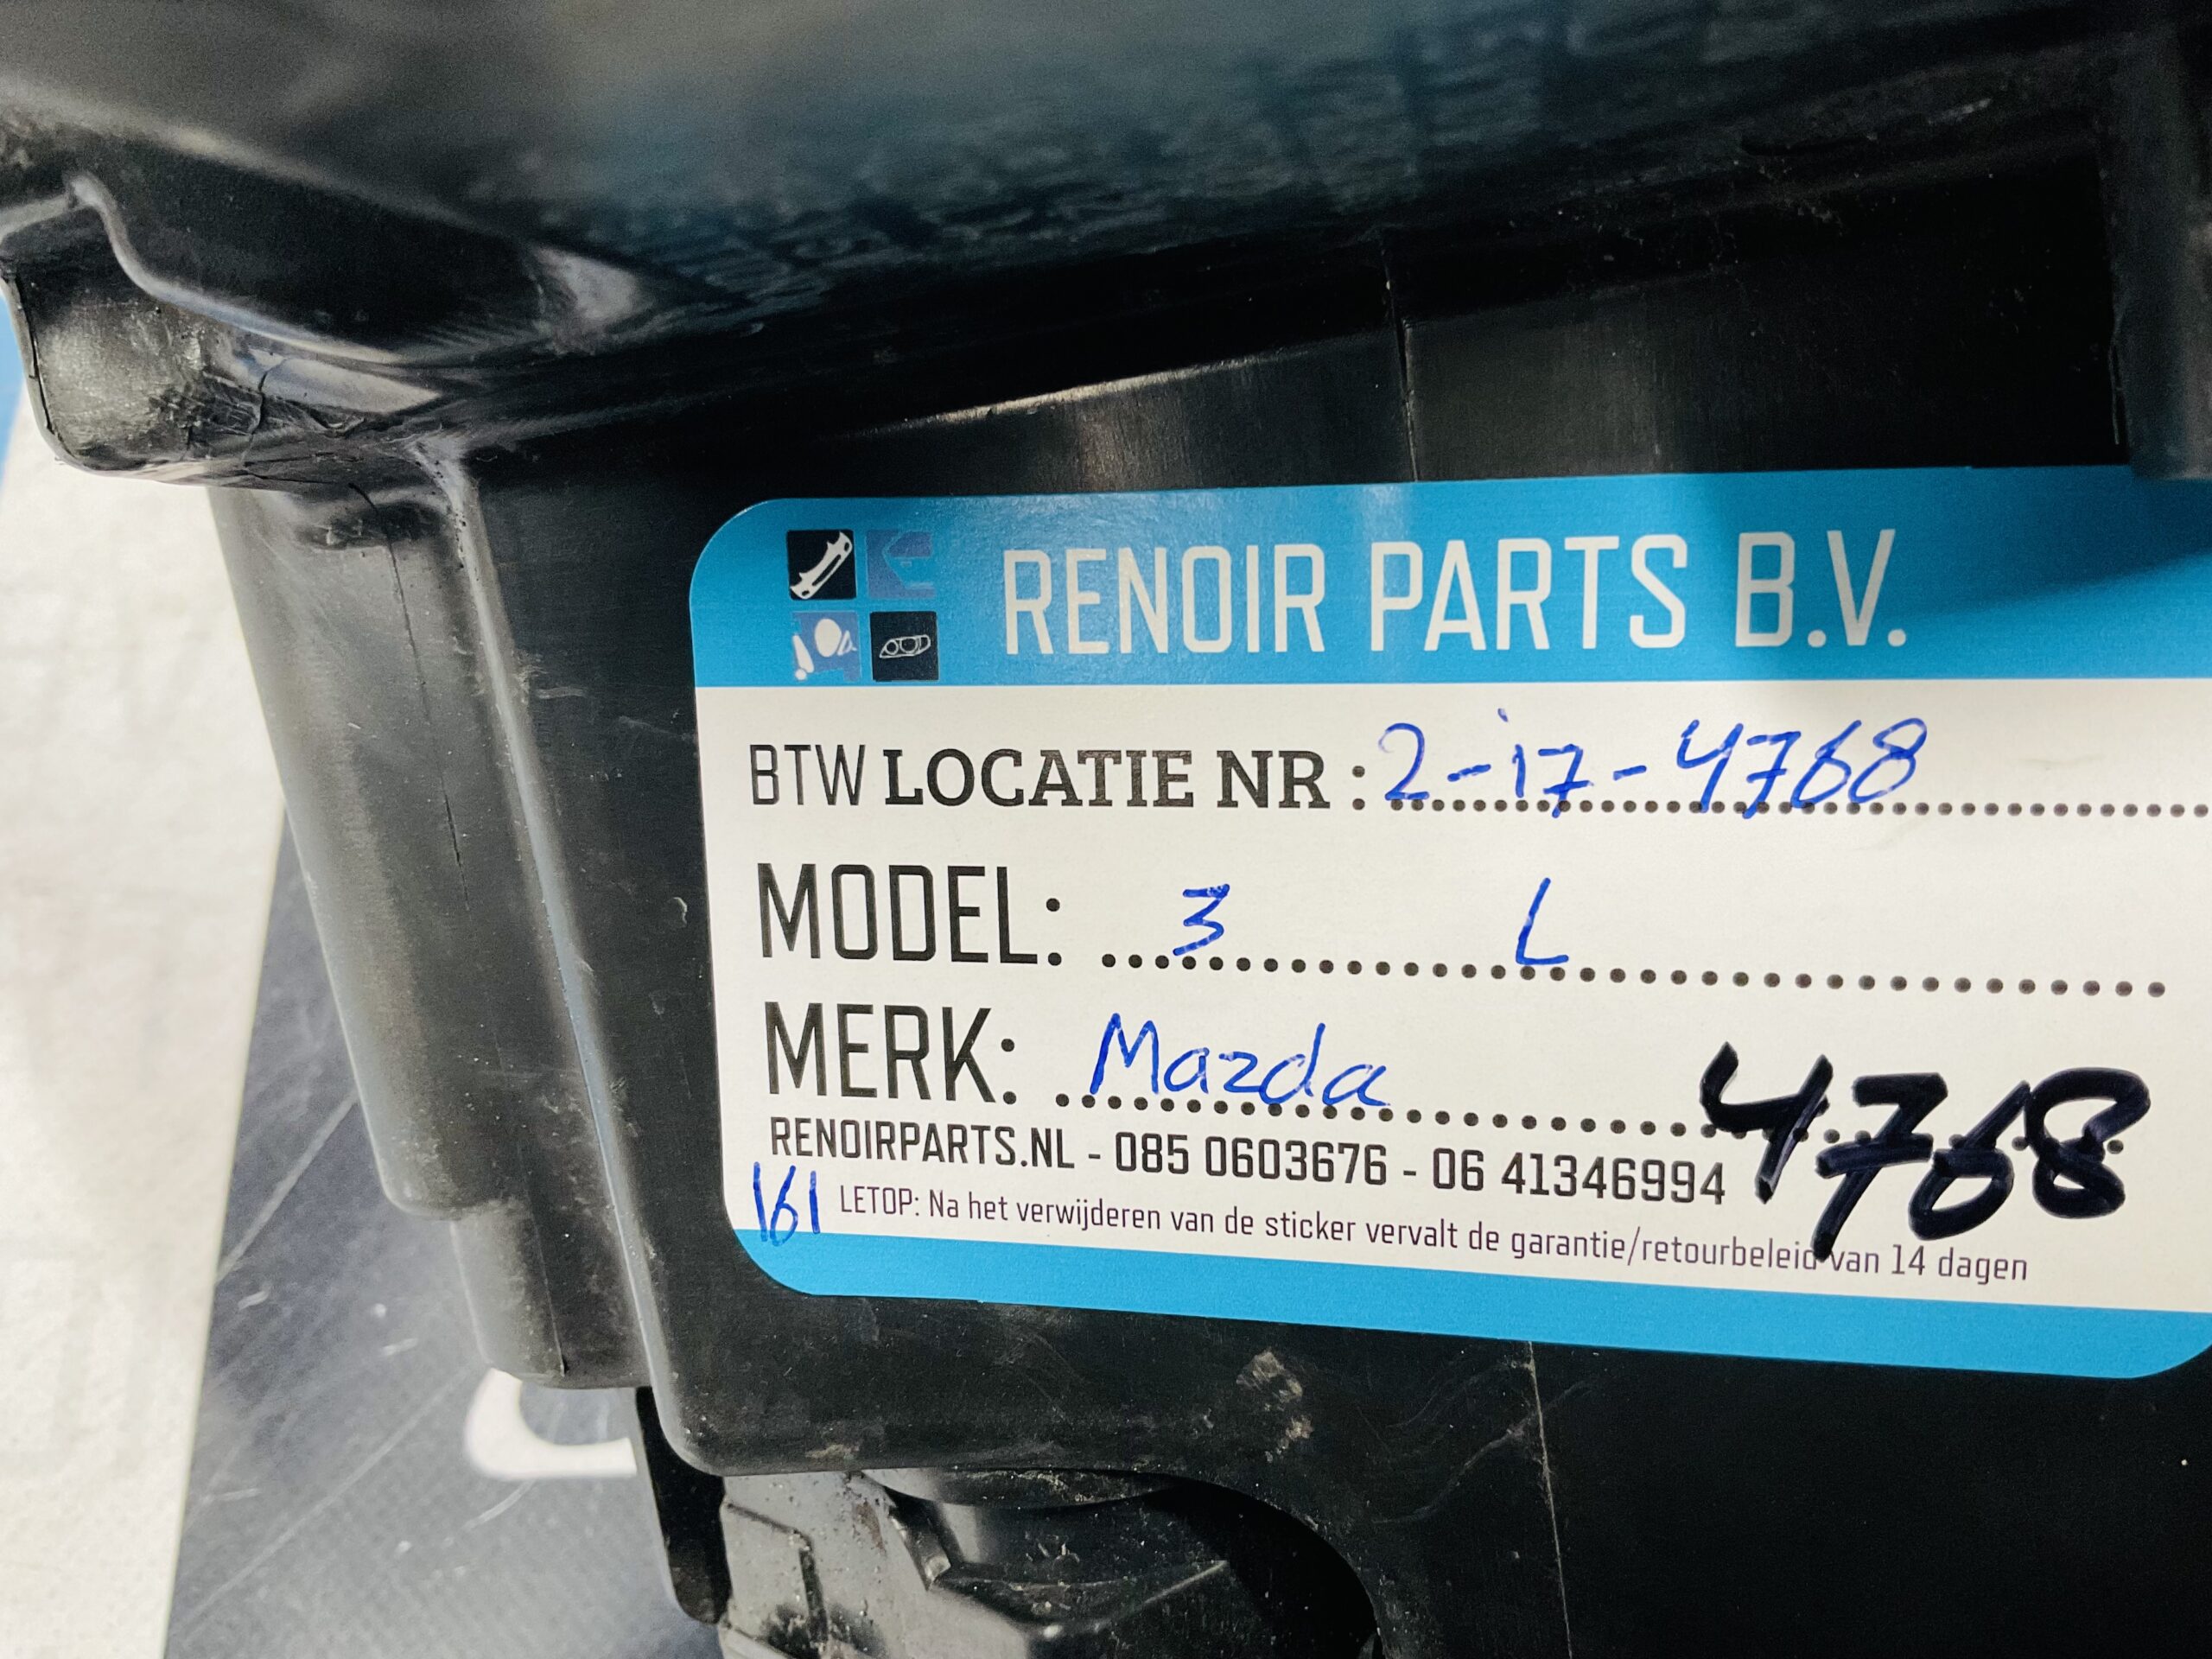 RENOIR PARTS B.V.
BTW LOCATIE NR : 2-i7-4768
MODEL: 3 L
MERK: Mazda
4768
RENOIRPARTS.NL - 085 0603676 - 06 41346994
161
LETOP: Na het verwijderen van de sticker vervalt de garantie/retourbeleid van 14 dagen